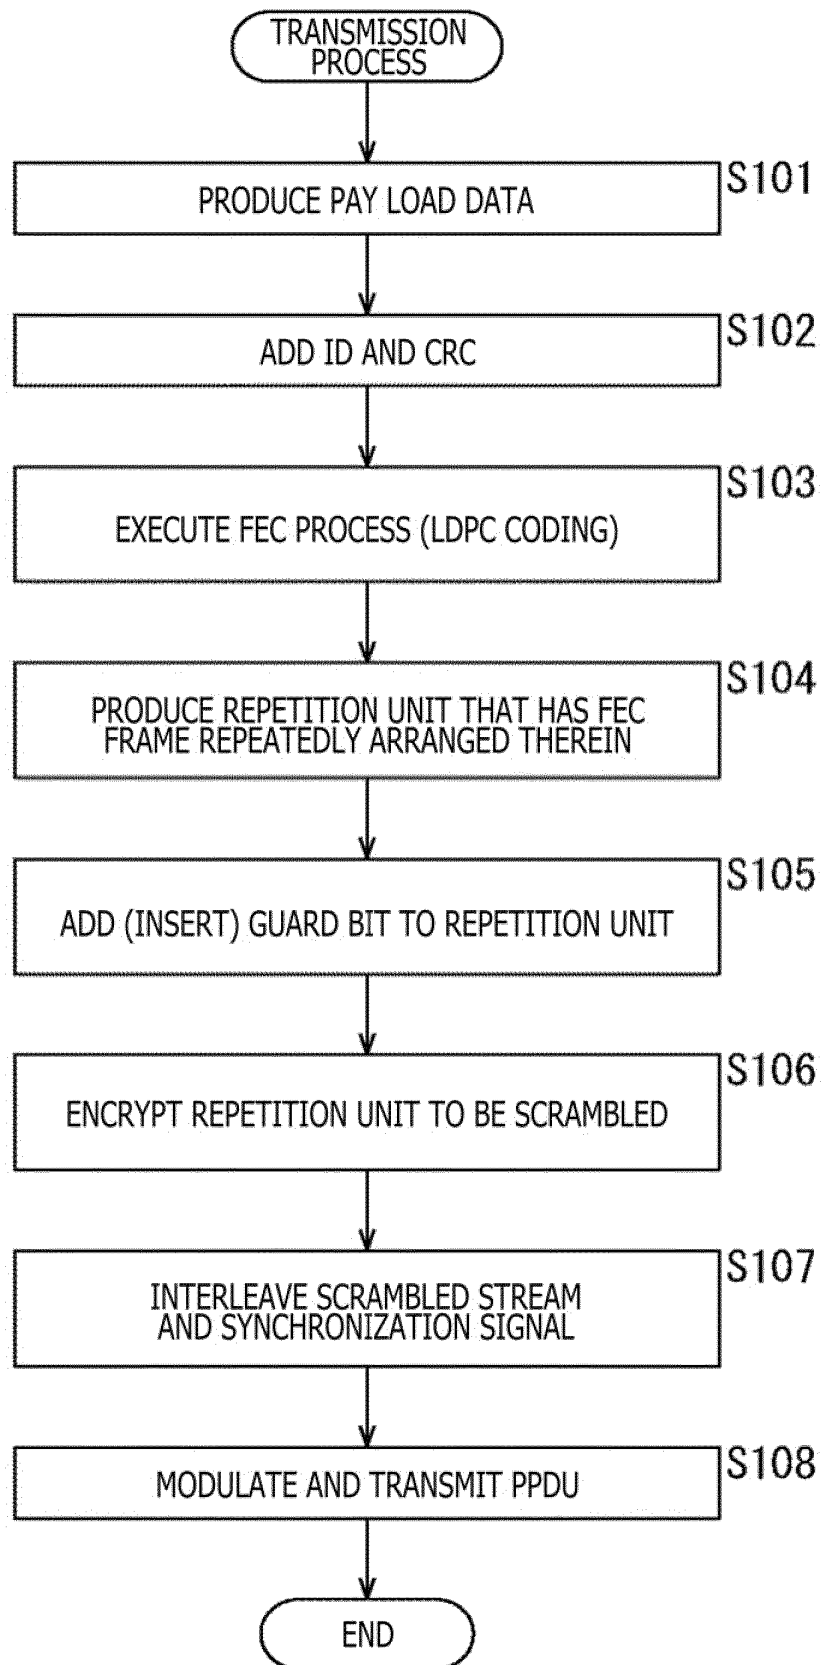 TRANSMISSION
PROCESS
S101
PRODUCE PAY LOAD DATA
S102
ADD ID AND CRC
S103
EXECUTE FEC PROCESS (LDPC CODING)
S104
PRODUCE REPETITION UNIT THAT HAS FEC
FRAME REPEATEDLY ARRANGED THEREIN
S105
ADD (INSERT) GUARD BIT TO REPETITION UNIT
S106
ENCRYPT REPETITION UNIT TO BE SCRAMBLED
S107
INTERLEAVE SCRAMBLED STREAM
AND SYNCHRONIZATION SIGNAL
S108
MODULATE AND TRANSMIT PPDU
END